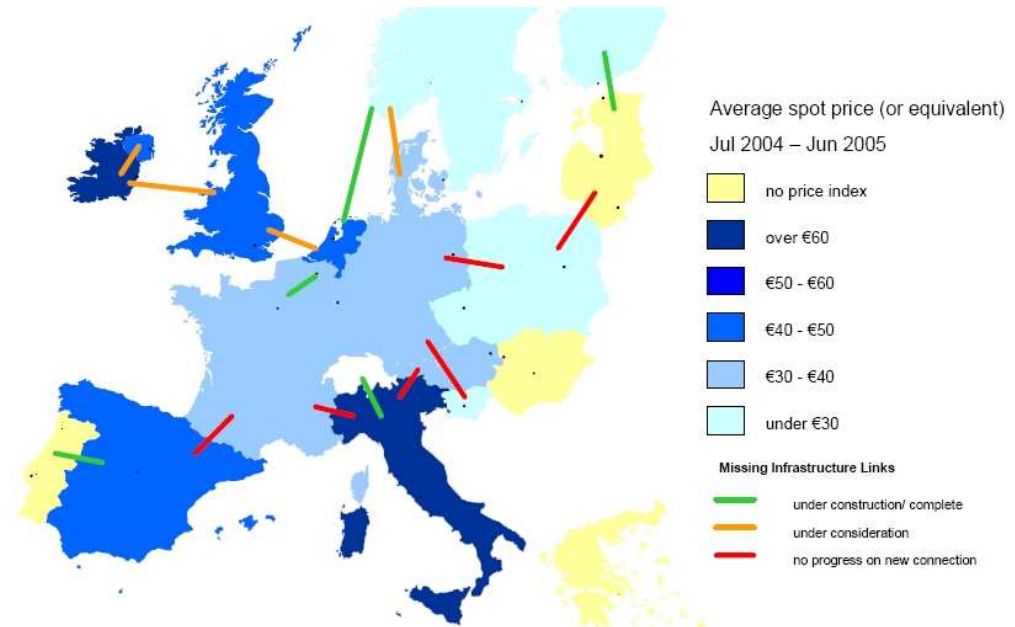 Average spot price (or equivalent)
Jul 2004 – Jun 2005
no price index
over €60
€50 - €60
€40 - €50
€30 - €40
under €30
Missing Infrastructure Links
under construction/ complete
under consideration
no progress on new connection